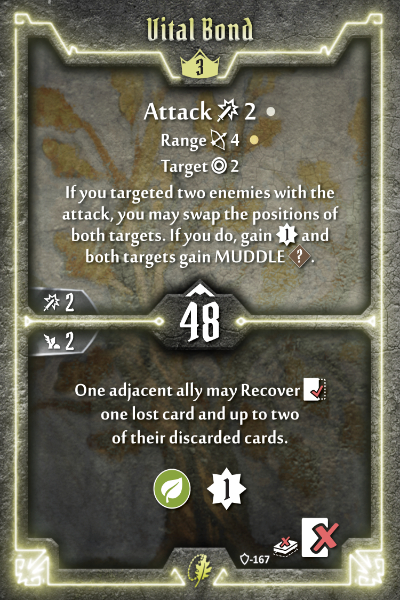 Vital Bond
3
Attack 2
Range 4
Target 2
If you targeted two enemies with the
attack, you may swap the positions of
both targets. If you do, gain 1 and
both targets gain MUDDLE ?.
2
48
2
One adjacent ally may Recover
one lost card and up to two
of their discarded cards.
1
-167